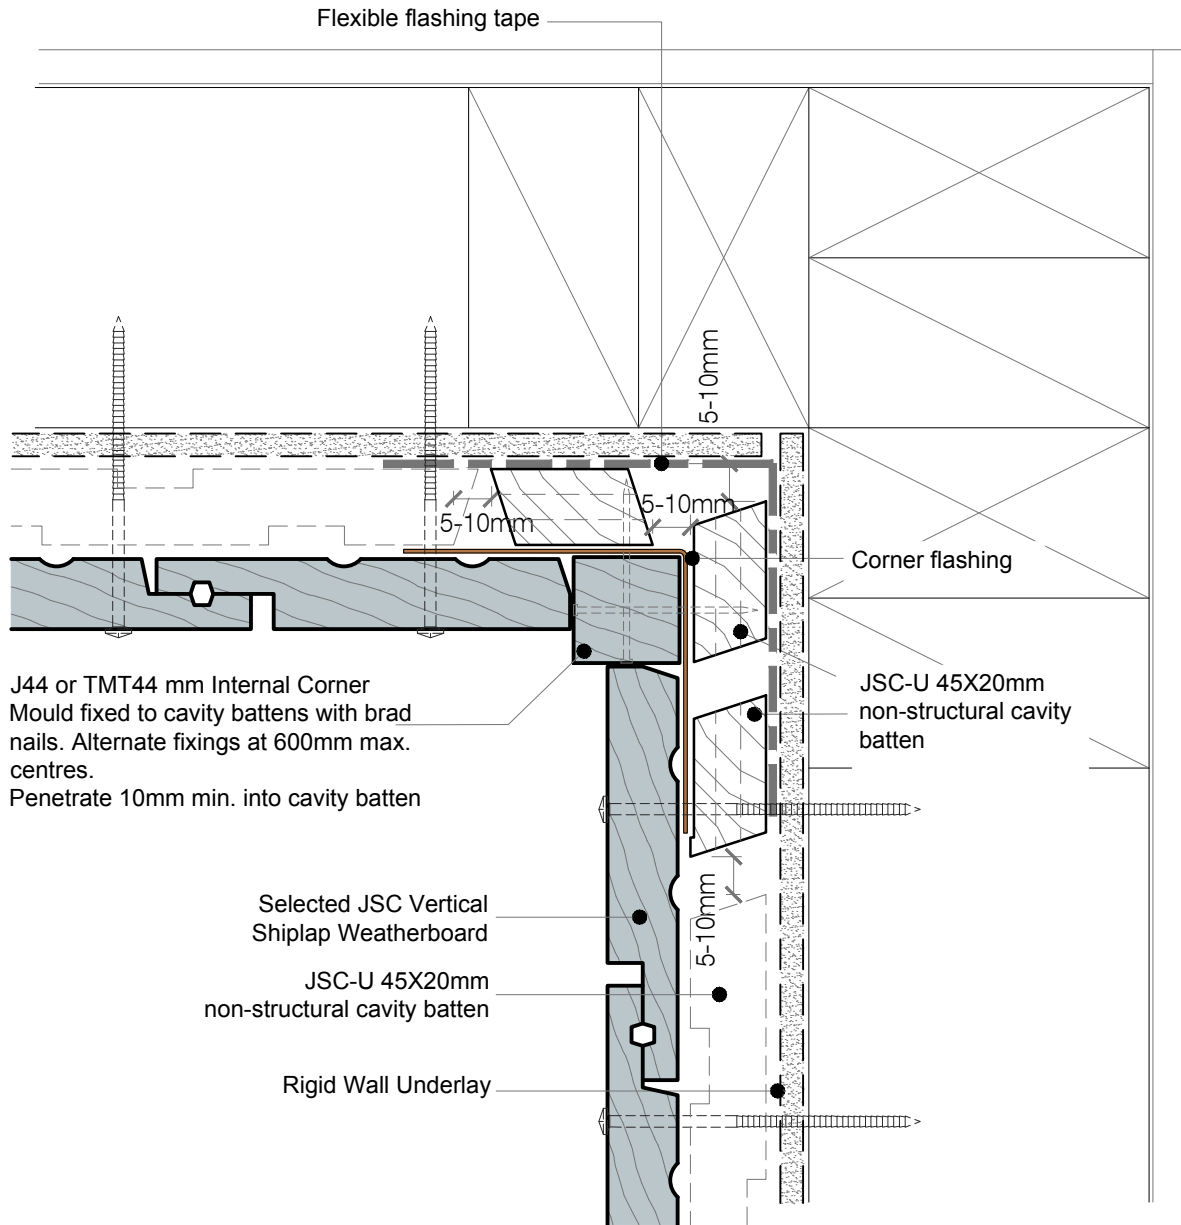 Flexible flashing tape
5-10mm
5-10mm
5-10mm
Corner flashing
J44 or TMT44 mm Internal Corner
Mould fixed to cavity battens with brad
nails. Alternate fixings at 600mm max.
centres.
Penetrate 10mm min. into cavity batten
JSC-U 45X20mm
non-structural cavity
batten
Selected JSC Vertical
Shiplap Weatherboard
5-10mm
JSC-U 45X20mm
non-structural cavity batten
Rigid Wall Underlay